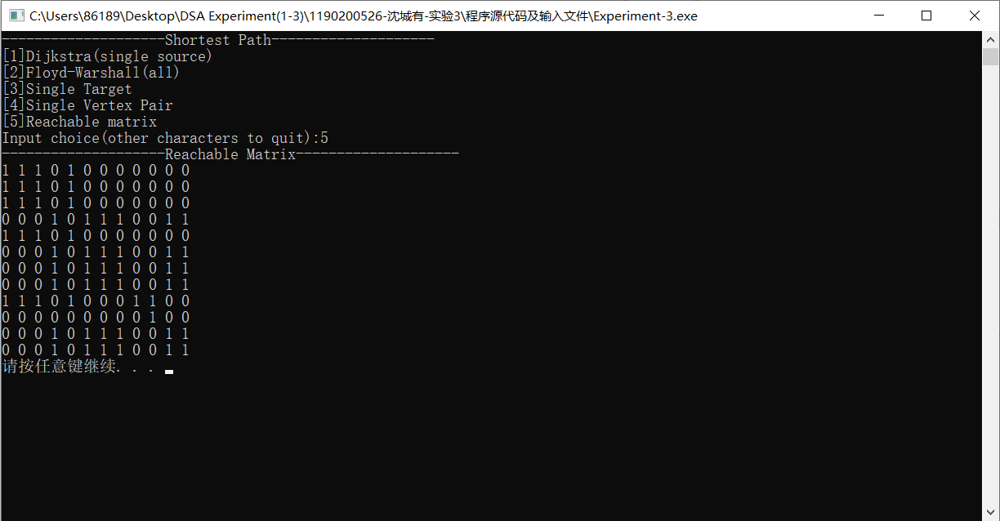 C:\Users\86189\Desktop\DSA Experiment(1-3)\1190200526-沈城有-实验3\程序源代码及输入文件\Experiment-3.exe
--------------------Shortest Path--------------------
[1]Dijkstra(single source)
[2]Floyd-Warshall(all)
[3]Single Target
[4]Single Vertex Pair
[5]Reachable matrix
Input choice(other characters to quit):5
--------------------Reachable Matrix--------------------
1 1 1 0 1 0 0 0 0 0 0 0
1 1 1 0 1 0 0 0 0 0 0 0
1 1 1 0 1 0 0 0 0 0 0 0
0 0 0 1 0 1 1 1 0 0 1 1
1 1 1 0 1 0 0 0 0 0 0 0
0 0 0 1 0 1 1 1 0 0 1 1
0 0 0 1 0 1 1 1 0 0 1 1
0 0 0 1 0 1 1 1 0 0 1 1
1 1 1 0 1 0 0 0 1 1 0 0
0 0 0 0 0 0 0 0 0 1 0 0
0 0 0 1 0 1 1 1 0 0 1 1
0 0 0 1 0 1 1 1 0 0 1 1
请按任意键继续. . .